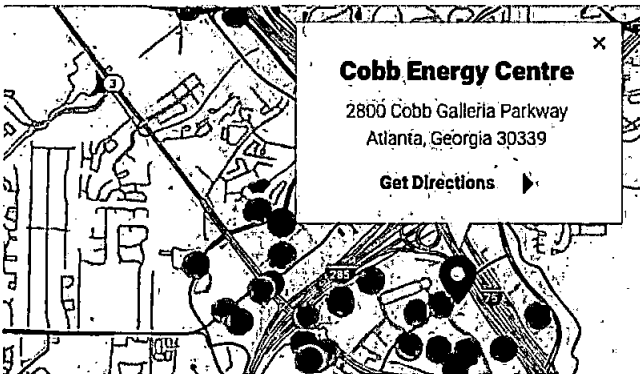 ×
Cobb Energy Centre
2800 Cobb Galleria Parkway
Atlanta, Georgia 30339
Get Directions
3
285
75